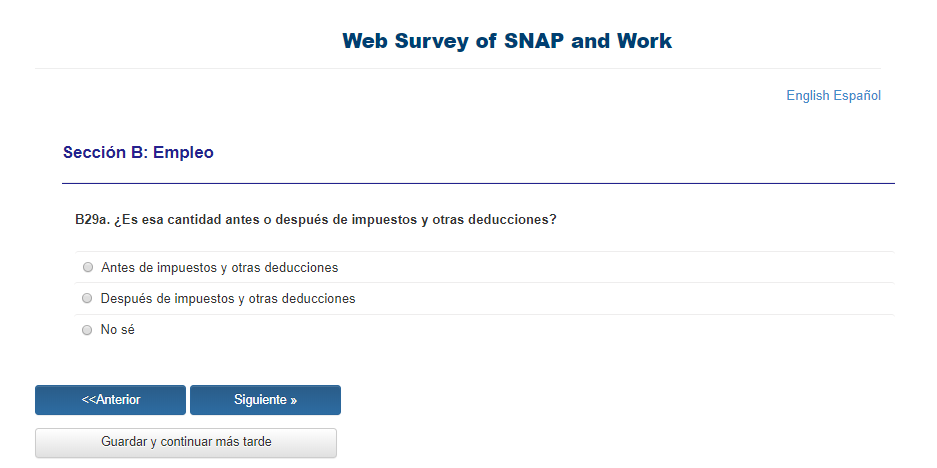 Web Survey of SNAP and Work
English Español
Sección B: Empleo
B29a. ¿Es esa cantidad antes o después de impuestos y otras deducciones?
Antes de impuestos y otras deducciones
Después de impuestos y otras deducciones
No sé
<<Anterior
Siguiente »
Guardar y continuar más tarde